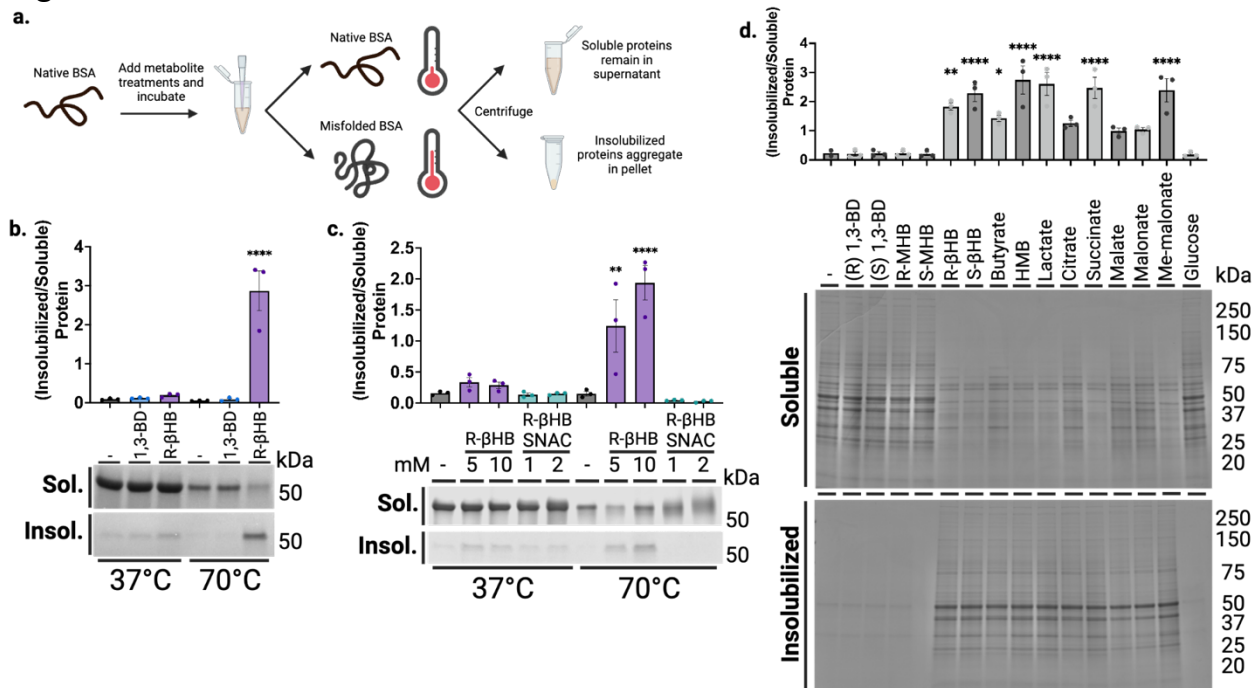 a.
Native BSA
Add metabolite
treatments and
incubate
Native BSA
Misfolded BSA
Centrifuge
Soluble proteins
remain in
supernatant
Insolubilized
proteins aggregate
in pellet
b.
(Insolubilized/Soluble)
Protein
4
3
2
1
0
****
-
1,3-BD
R-βHB
-
1,3-BD
R-βHB
kDa
Sol.
50
Insol.
50
37°C
70°C
c.
(Insolubilized/Soluble)
Protein
2.5
2.0
1.5
1.0
0.5
0.0
**
****
R-βHB
R-βHB
SNAC
R-βHB
R-βHB
SNAC
mM
-
5
10
1
2
-
5
10
1
2
kDa
Sol.
50
Insol.
50
37°C
70°C
d.
(Insolubilized/Soluble)
Protein
4
3
2
1
0
**
****
*
****
****
****
****
-
(R) 1,3-BD
(S) 1,3-BD
R-MHB
S-MHB
R-βHB
S-βHB
Butyrate
HMB
Lactate
Citrate
Succinate
Malate
Malonate
Me-malonate
Glucose
kDa
Soluble
250
150
75
50
37
25
20
Insolubilized
250
150
75
50
37
25
20